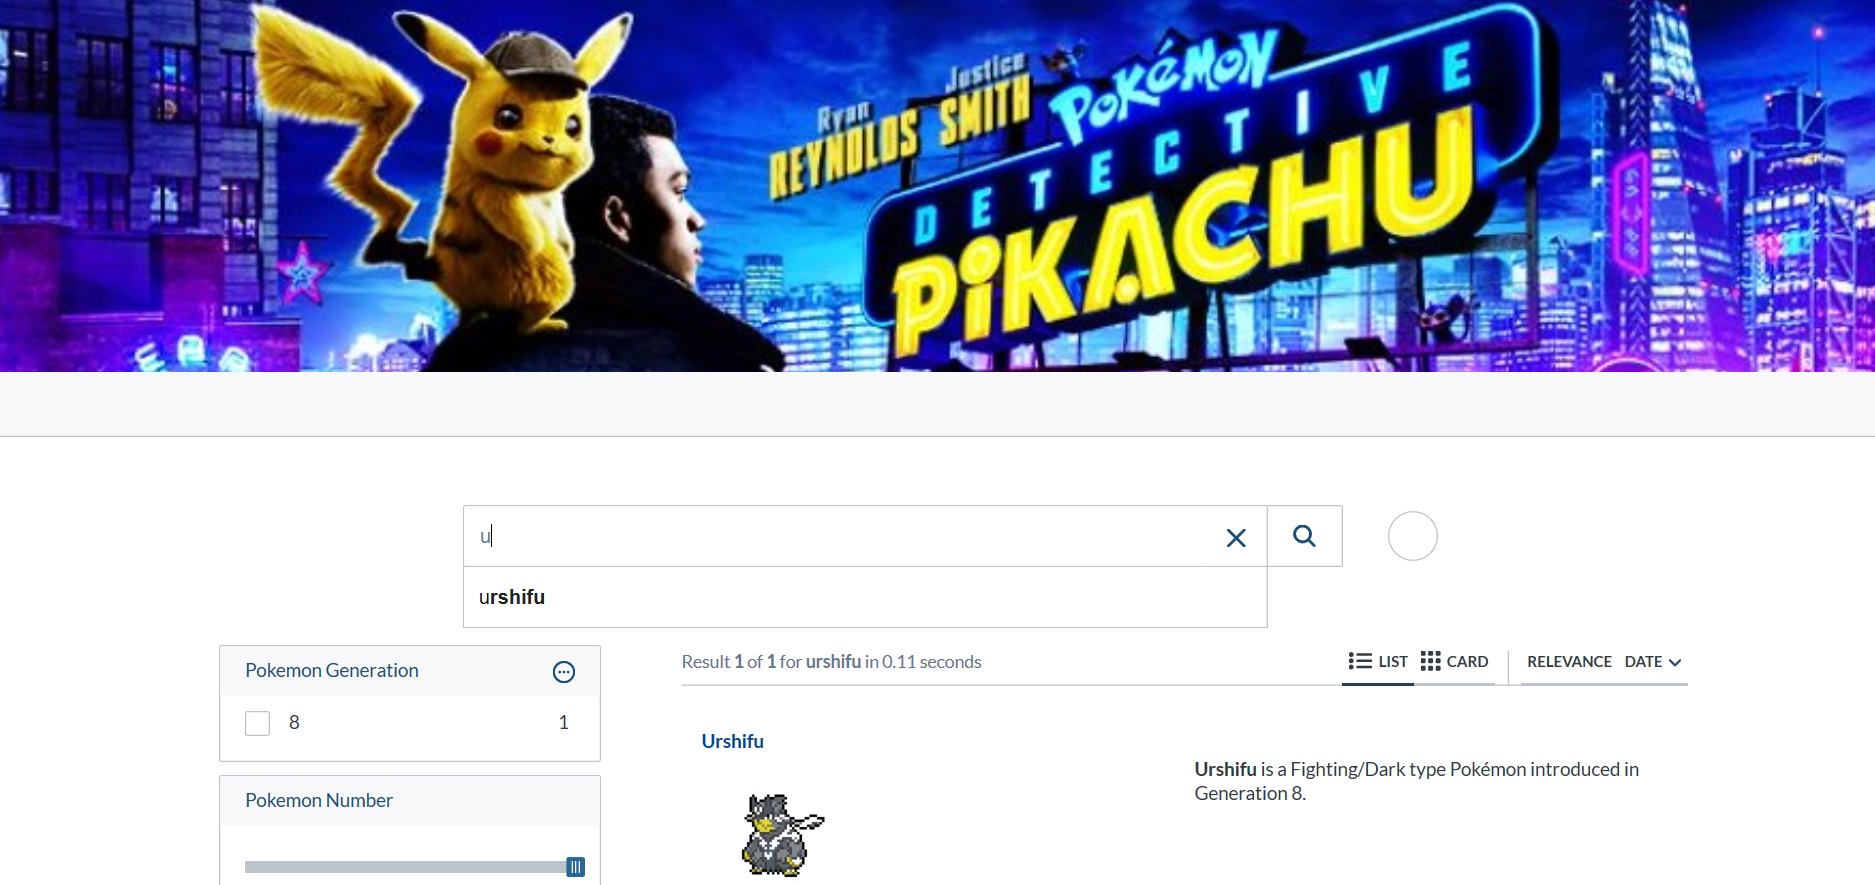 Ryan Justice
REYNOLDS SMITH
POKéMON
DETECTIVE
PiKACHU
u
urshifu
Pokemon Generation
8 1
Pokemon Number
Result 1 of 1 for urshifu in 0.11 seconds
LIST CARD RELEVANCE DATE
Urshifu
Urshifu is a Fighting/Dark type Pokémon introduced in
Generation 8.